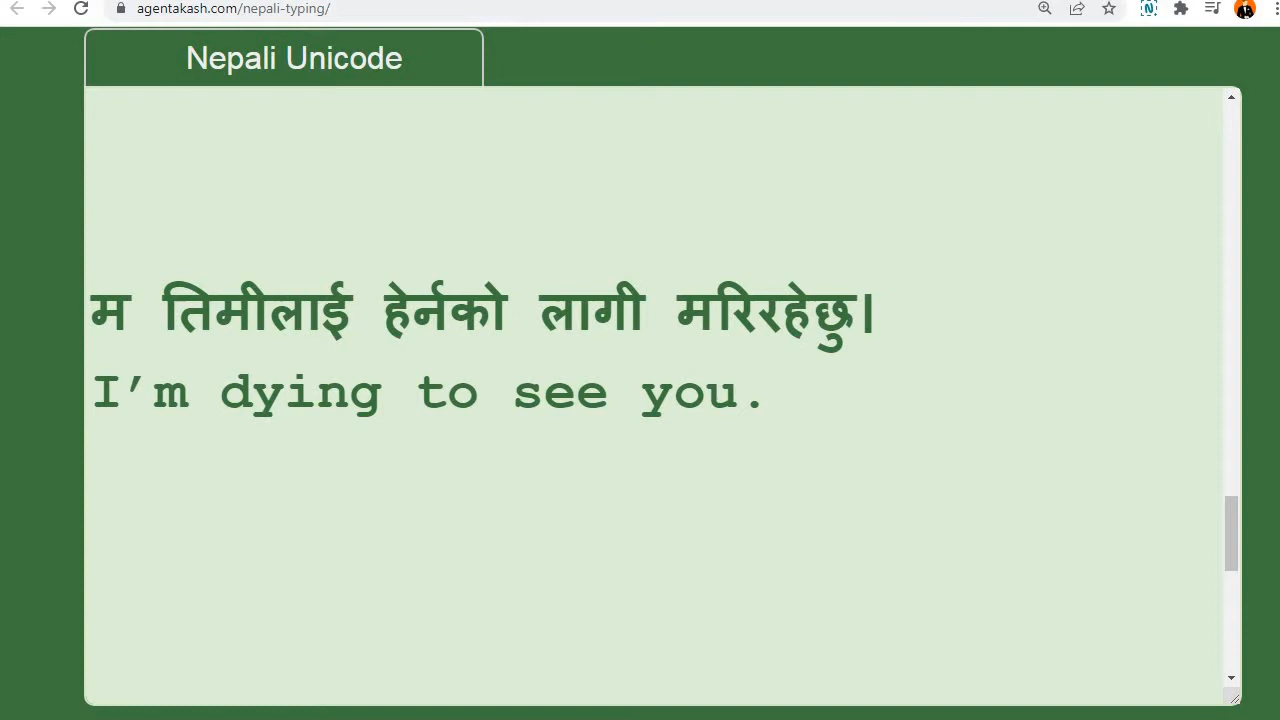 agentakash.com/nepali-typing/
Nepali Unicode
म तिमीलाई हेर्नको लागी मरिरहेछु।
I’m dying to see you.